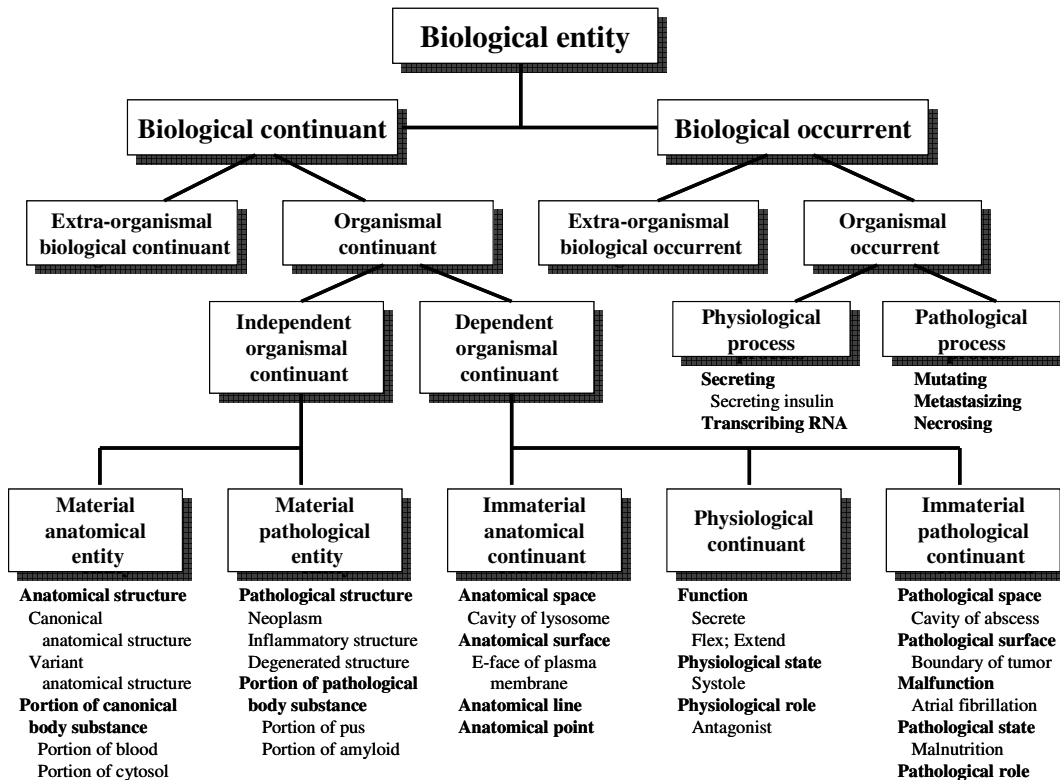 Biological entity
Biological continuant
Biological occurrent
Extra-organismal
biological continuant
Organismal
continuant
Extra-organismal
biological occurrent
Organismal
occurrent
Independent
organismal
continuant
Dependent
organismal
continuant
Physiological
process
Secreting
Secreting insulin
Transcribing RNA
Pathological
process
Mutating
Metastasizing
Necrosing
Material
anatomical
entity
Anatomical structure
Canonical
anatomical structure
Variant
anatomical structure
Portion of canonical
body substance
Portion of blood
Portion of cytosol
Material
pathological
entity
Pathological structure
Neoplasm
Inflammatory structure
Degenerated structure
Portion of pathological
body substance
Portion of pus
Portion of amyloid
Immaterial
anatomical
continuant
Anatomical space
Cavity of lysosome
Anatomical surface
E-face of plasma
membrane
Anatomical line
Anatomical point
Physiological
continuant
Function
Secrete
Flex; Extend
Physiological state
Systole
Physiological role
Antagonist
Immaterial
pathological
continuant
Pathological space
Cavity of abscess
Pathological surface
Boundary of tumor
Malfunction
Atrial fibrillation
Pathological state
Malnutrition
Pathological role